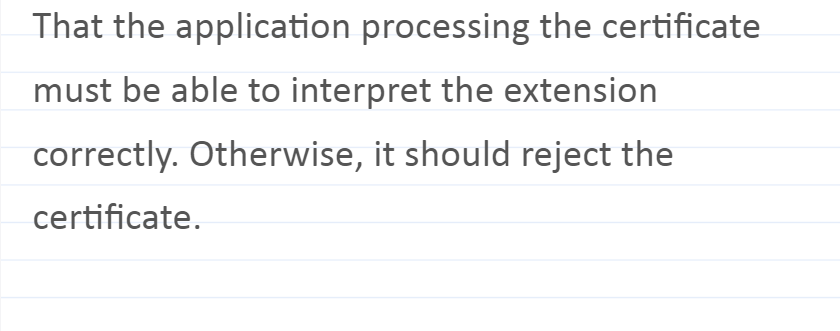 That the application processing the certificate
must be able to interpret the extension
correctly. Otherwise, it should reject the
certificate.